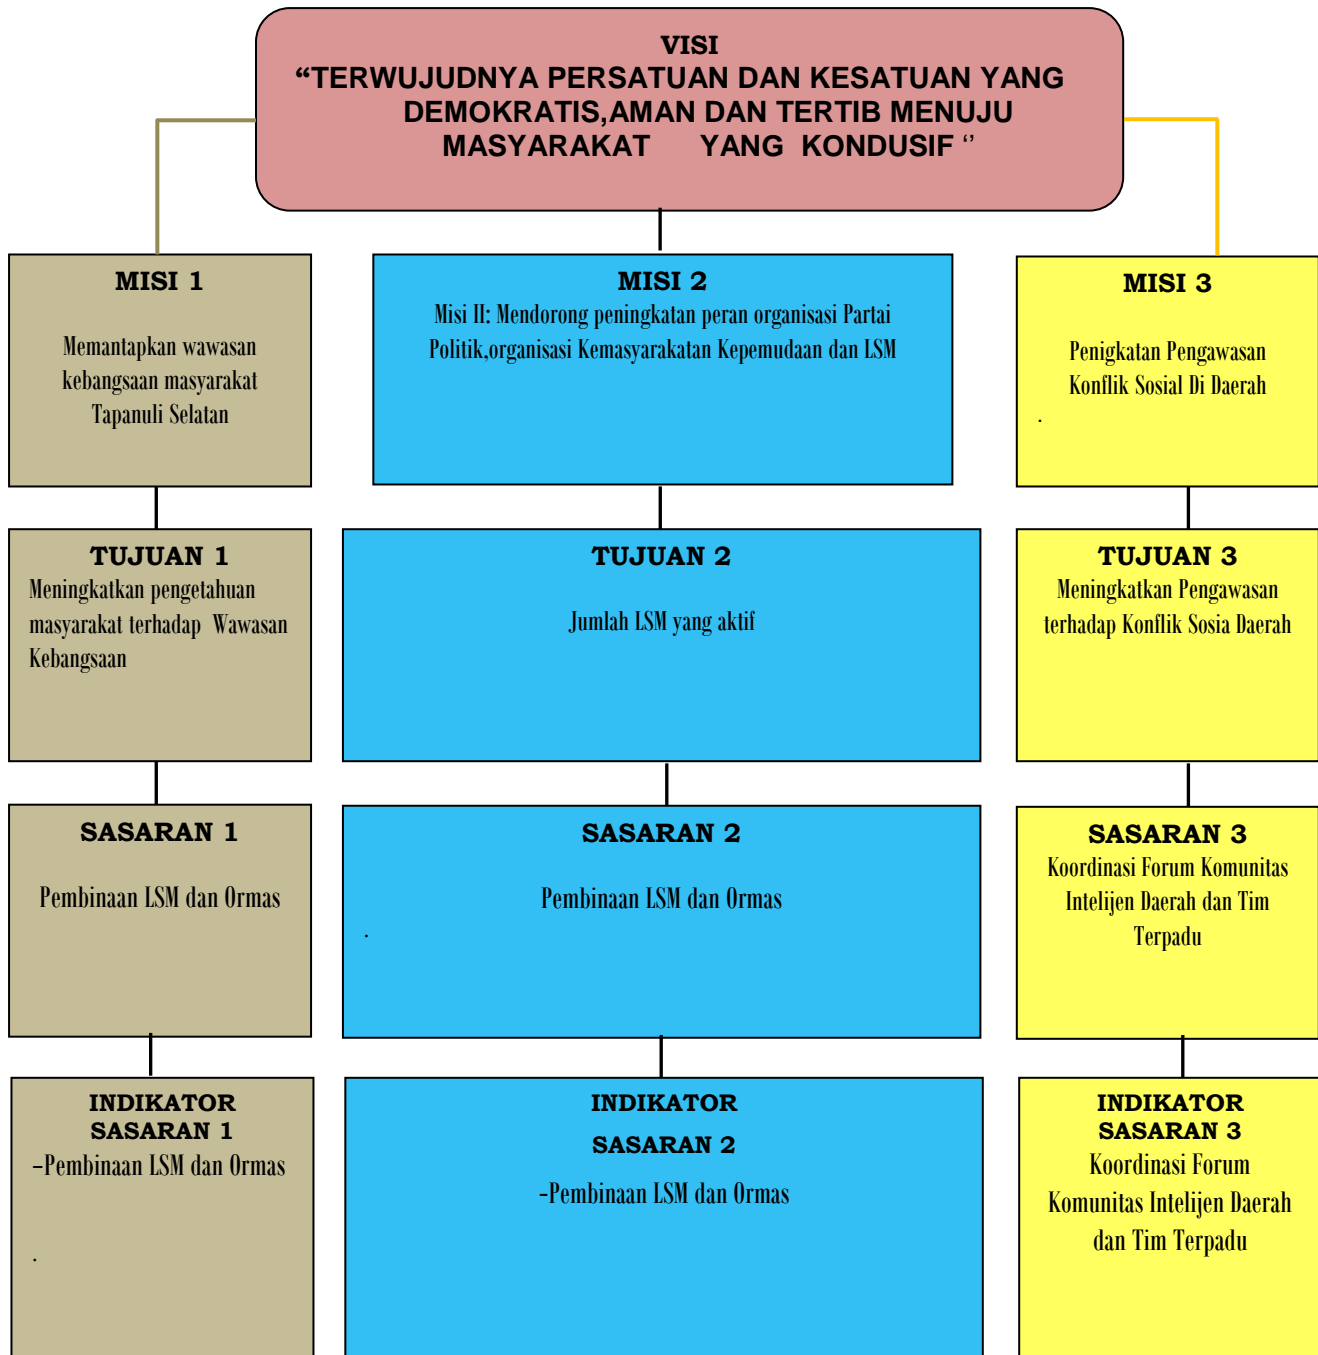 VISI
“TERWUJUDNYA PERSATUAN DAN KESATUAN YANG
DEMOKRATIS,AMAN DAN TERTIB MENUJU
MASYARAKAT YANG KONDUSIF ‘’
MISI 1
Memantapkan wawasan
kebangsaan masyarakat
Tapanuli Selatan
MISI 2
Misi II: Mendorong peningkatan peran organisasi Partai
Politik,organisasi Kemasyarakatan Kepemudaan dan LSM
MISI 3
Penigkatan Pengawasan
Konflik Sosial Di Daerah
.
TUJUAN 1
Meningkatkan pengetahuan
masyarakat terhadap Wawasan
Kebangsaan
TUJUAN 2
Jumlah LSM yang aktif
TUJUAN 3
Meningkatkan Pengawasan
terhadap Konflik Sosia Daerah
SASARAN 1
Pembinaan LSM dan Ormas
SASARAN 2
Pembinaan LSM dan Ormas
.
SASARAN 3
Koordinasi Forum Komunitas
Intelijen Daerah dan Tim
Terpadu
INDIKATOR
SASARAN 1
-Pembinaan LSM dan Ormas
.
INDIKATOR
SASARAN 2
-Pembinaan LSM dan Ormas
INDIKATOR
SASARAN 3
Koordinasi Forum
Komunitas Intelijen Daerah
dan Tim Terpadu